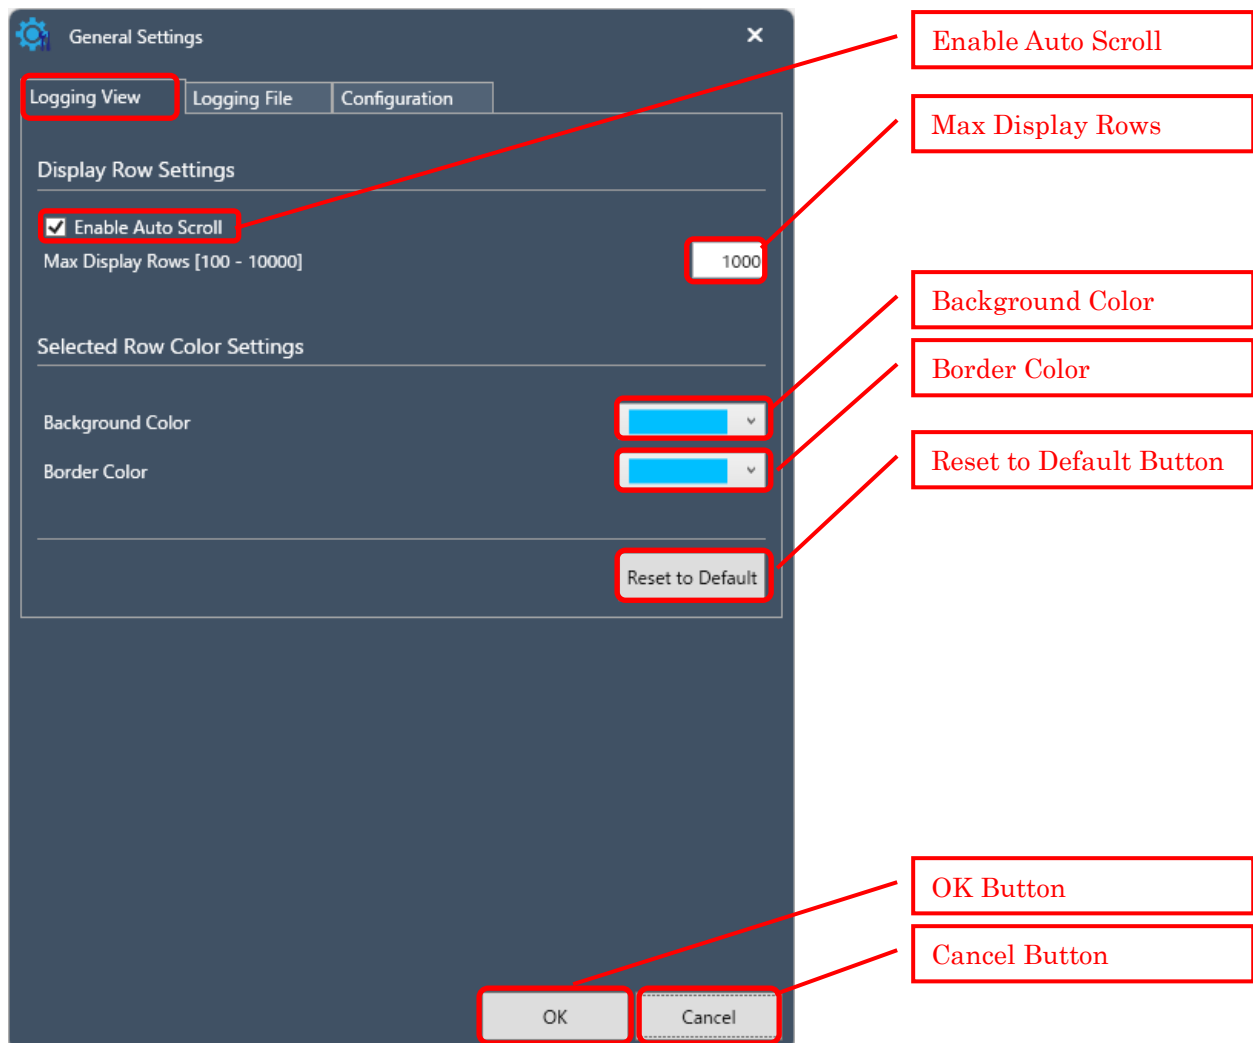 General Settings
Logging View
Logging File
Configuration
Display Row Settings
Enable Auto Scroll
Max Display Rows [100 - 10000]
1000
Selected Row Color Settings
Background Color
Border Color
Reset to Default
OK
Cancel
Enable Auto Scroll
Max Display Rows
Background Color
Border Color
Reset to Default Button
OK Button
Cancel Button